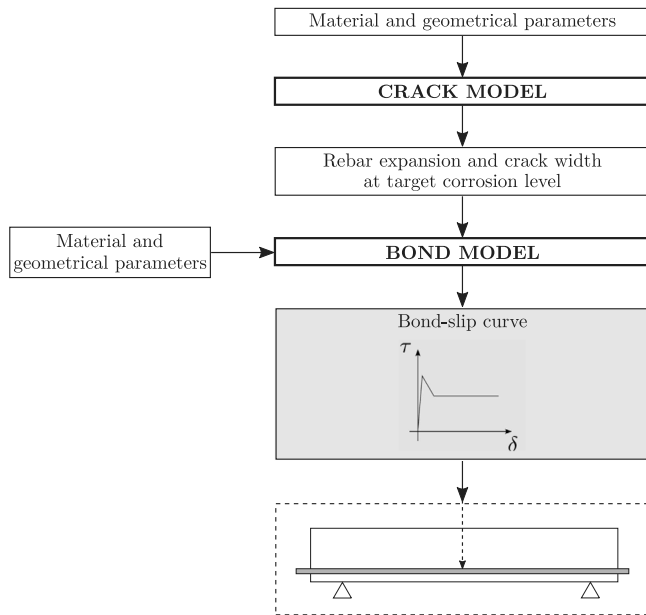 Material and geometrical parameters
CRACK MODEL
Rebar expansion and crack width
at target corrosion level
Material and
geometrical parameters
BOND MODEL
Bond-slip curve
τ
δ